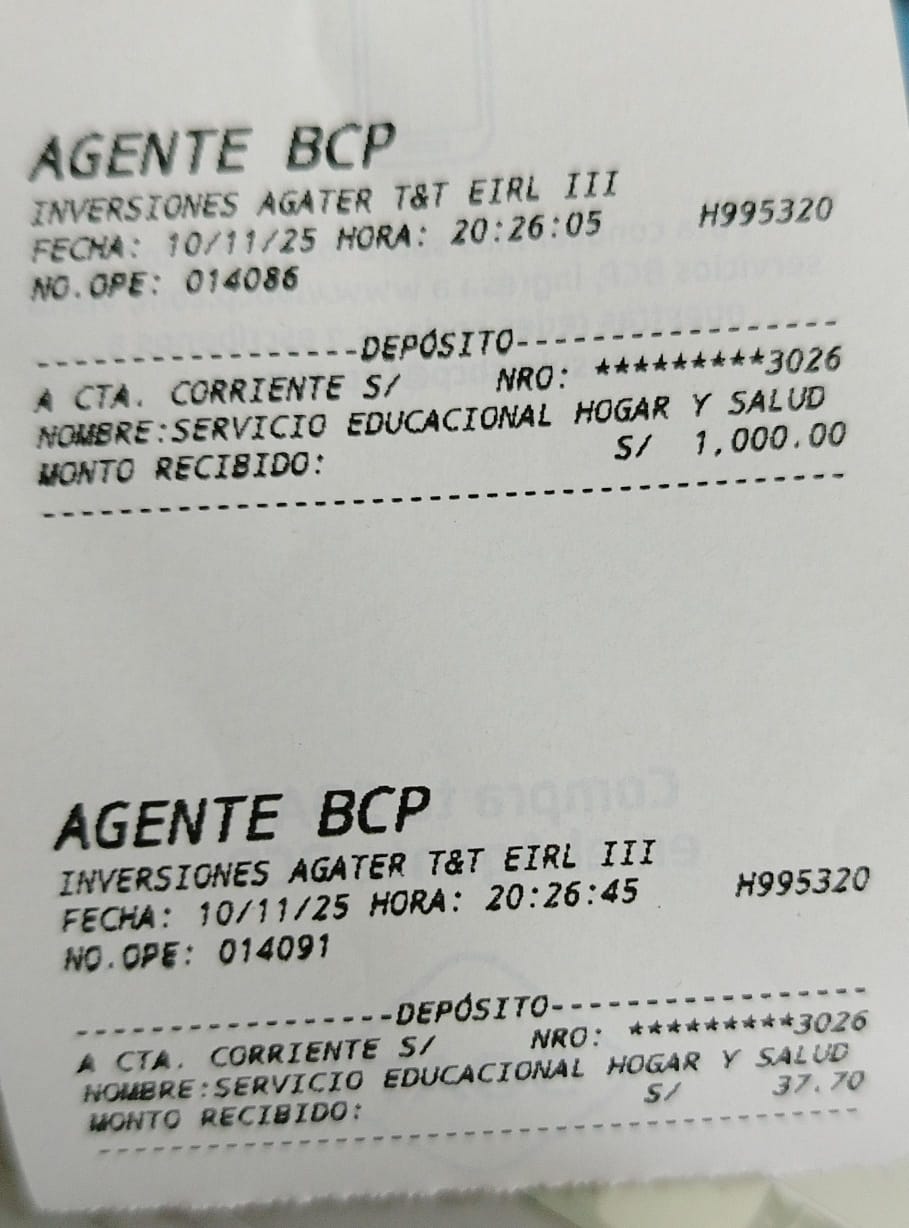 AGENTE BCP
INVERSIONES AGATER T&T EIRL III
FECHA: 10/11/25 HORA: 20:26:05 H995320
NO.OPE: 014086
-----------------DEPÓSITO-----------------
A CTA. CORRIENTE S/ NRO: *********3026
NOMBRE:SERVICIO EDUCACIONAL HOGAR Y SALUD
MONTO RECIBIDO: S/ 1,000.00
------------------------------------------
AGENTE BCP
INVERSIONES AGATER T&T EIRL III
FECHA: 10/11/25 HORA: 20:26:45 H995320
NO.OPE: 014091
-----------------DEPÓSITO-----------------
A CTA. CORRIENTE S/ NRO: *********3026
NOMBRE:SERVICIO EDUCACIONAL HOGAR Y SALUD
MONTO RECIBIDO: S/ 37.70
------------------------------------------